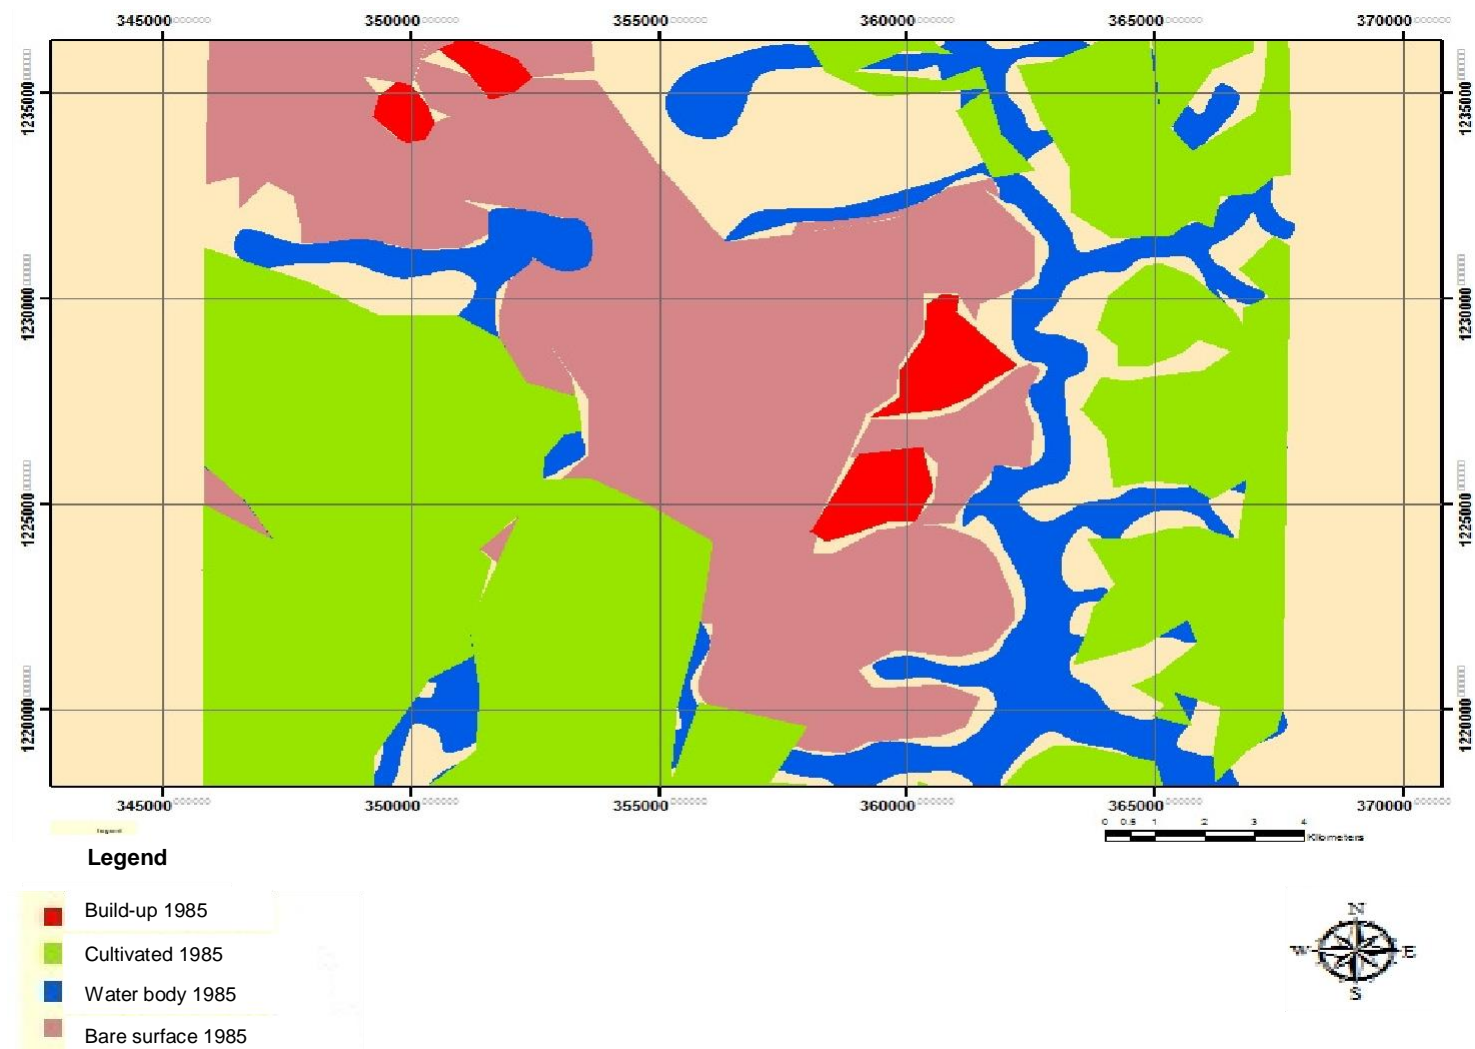 345000 350000 355000 360000 365000 370000
1235000 1235000
1230000 1230000
1225000 1225000
1220000 1220000
345000 350000 355000 360000 365000 370000
legend
0 0.5 1 2 3 4
Kilometers
Legend
Build-up 1985
Cultivated 1985
Water body 1985
Bare surface 1985
N
W E
S